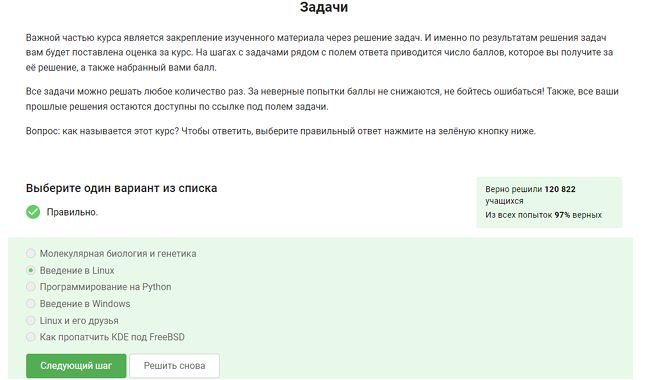 Задачи
Важной частью курса является закрепление изученного материала через решение задач. И именно по результатам решения задач
вам будет поставлена оценка за курс. На шагах с задачами рядом с полем ответа приводится число баллов, которое вы получите за
её решение, а также набранный вами балл.
Все задачи можно решать любое количество раз. За неверные попытки баллы не снижаются, не бойтесь ошибаться! Также, все ваши
прошлые решения остаются доступны по ссылке под полем задачи.
Вопрос: как называется этот курс? Чтобы ответить, выберите правильный ответ нажмите на зелёную кнопку ниже.
Выберите один вариант из списка
Правильно.
Верно решили 120 822
учащихся
Из всех попыток 97% верных
Молекулярная биология и генетика
Введение в Linux
Программирование на Python
Введение в Windows
Linux и его друзья
Как пропатчить KDE под FreeBSD
Следующий шаг
Решить снова